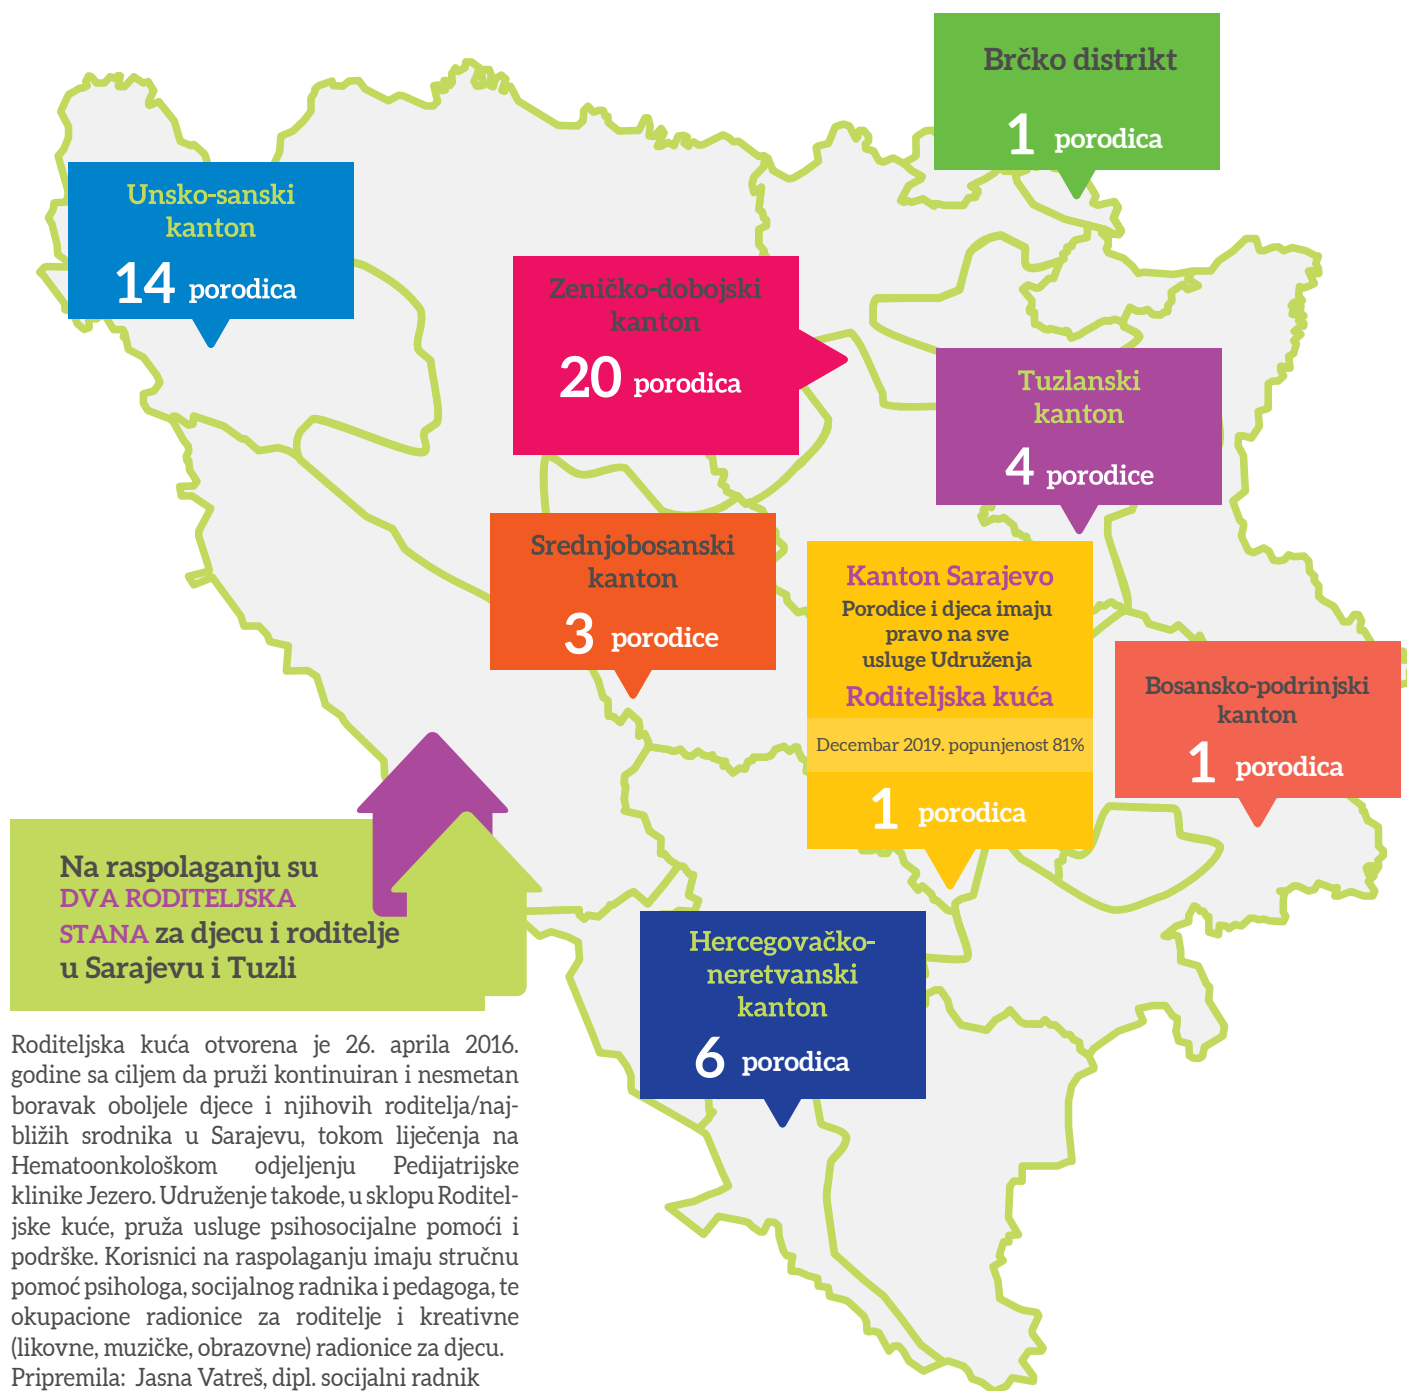 Brčko distrikt
1 porodica
Unsko-sanski
kanton
14 porodica
Zeničko-dobojski
kanton
20 porodica
Tuzlanski
kanton
4 porodice
Srednjobosanski
kanton
3 porodice
Kanton Sarajevo
Porodice i djeca imaju
pravo na sve
usluge Udruženja
Roditeljska kuća
Decembar 2019. popunjenost 81%
1 porodica
Bosansko-podrinjski
kanton
1 porodica
Hercegovačko-
neretvanski
kanton
6 porodica
Na raspolaganju su
DVA RODITELJSKA
STANA za djecu i roditelje
u Sarajevu i Tuzli
Roditeljska kuća otvorena je 26. aprila 2016.
godine sa ciljem da pruži kontinuiran i nesmetan
boravak oboljele djece i njihovih roditelja/naj-
bližih srodnika u Sarajevu, tokom liječenja na
Hematoonkološkom odjeljenju Pedijatrijske
klinike Jezero. Udruženje takođe, u sklopu Roditel-
jske kuće, pruža usluge psihosocijalne pomoći i
podrške. Korisnici na raspolaganju imaju stručnu
pomoć psihologa, socijalnog radnika i pedagoga, te
okupacione radionice za roditelje i kreativne
(likovne, muzičke, obrazovne) radionice za djecu.
Pripremila: Jasna Vatreš, dipl. socijalni radnik